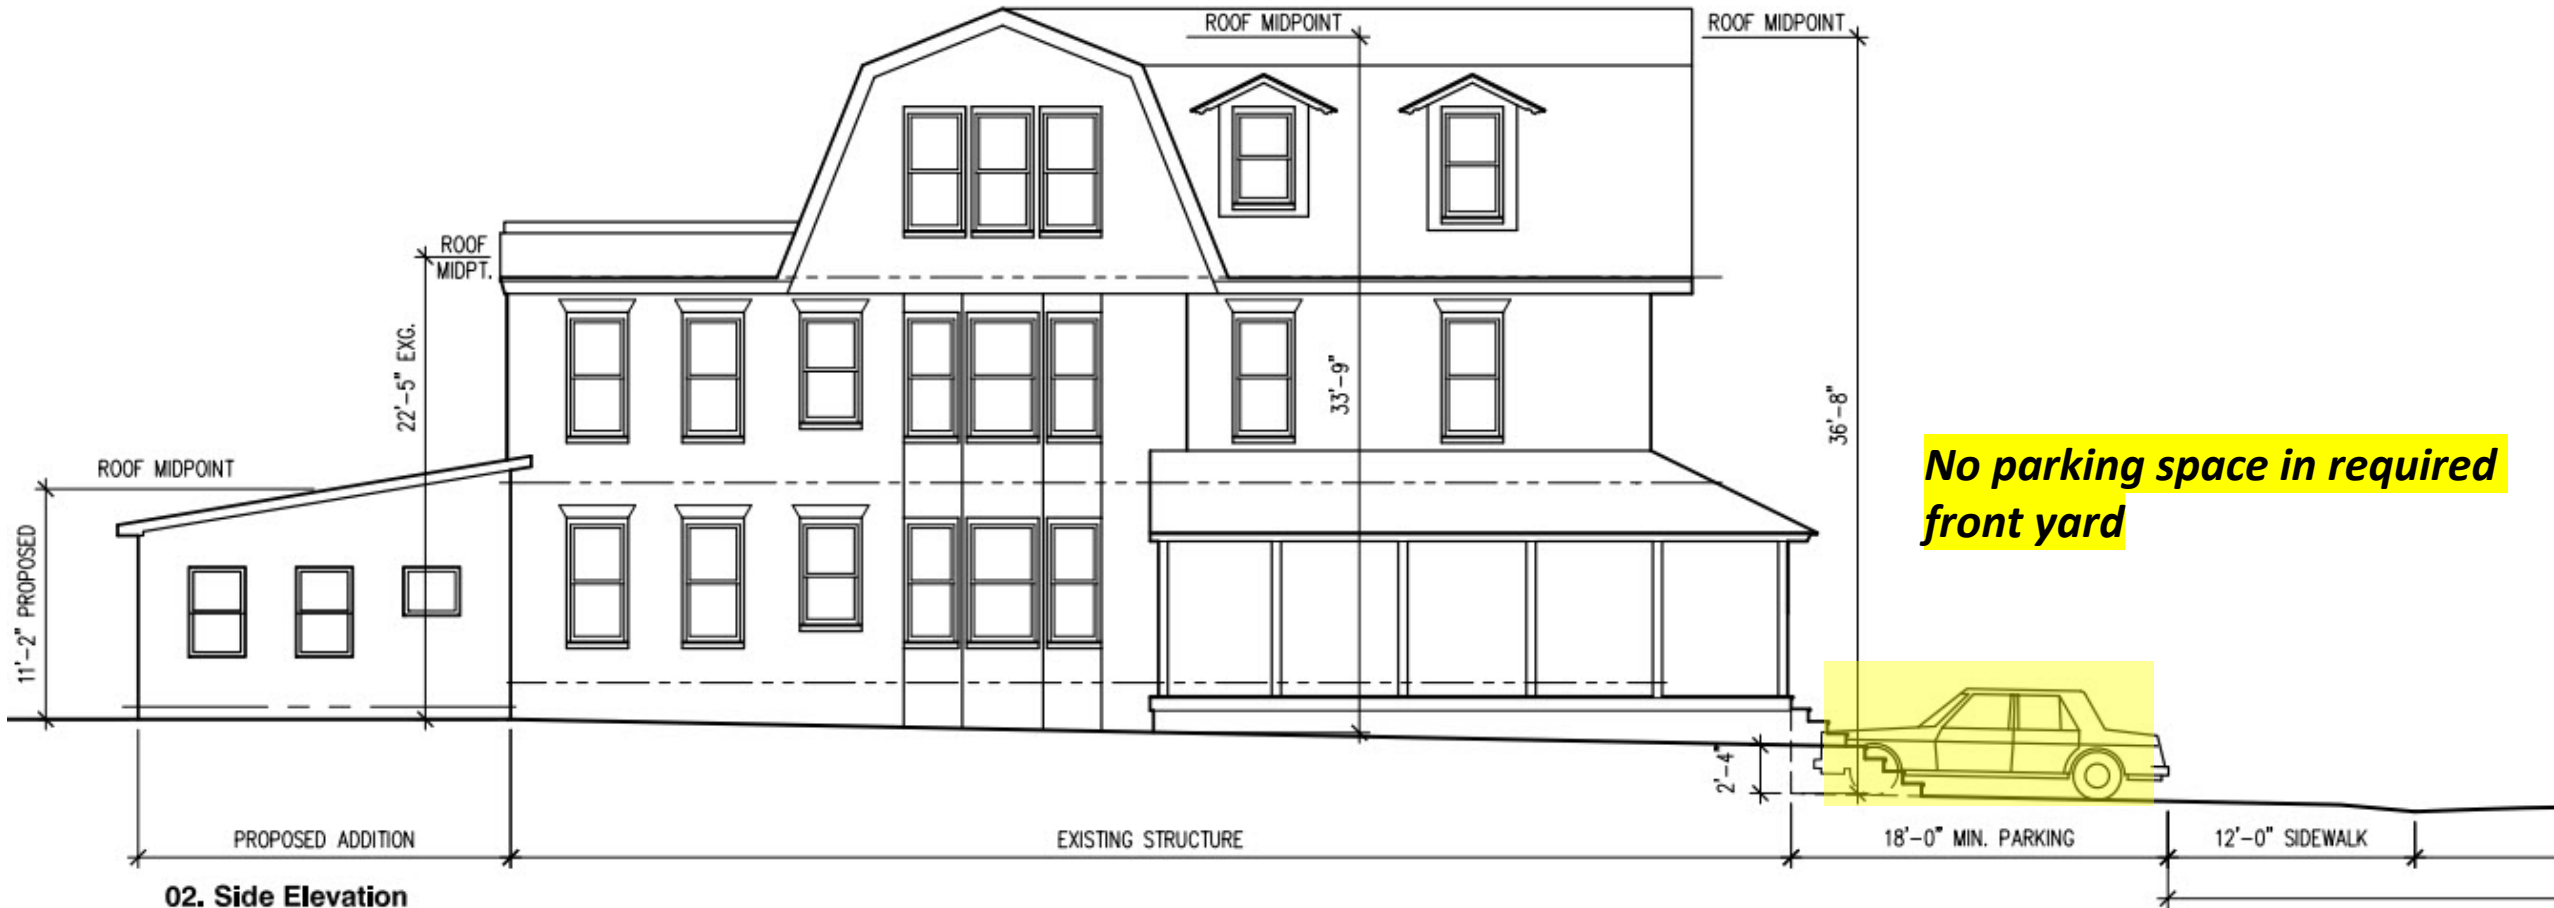 ROOF MIDPOINT
ROOF MIDPOINT
ROOF
MIDPT.
22'-5" EXG.
33'-9"
36'-8"
No parking space in required
front yard
ROOF MIDPOINT
11'-2" PROPOSED
2'-4"
PROPOSED ADDITION
EXISTING STRUCTURE
18'-0" MIN. PARKING
12'-0" SIDEWALK
02. Side Elevation